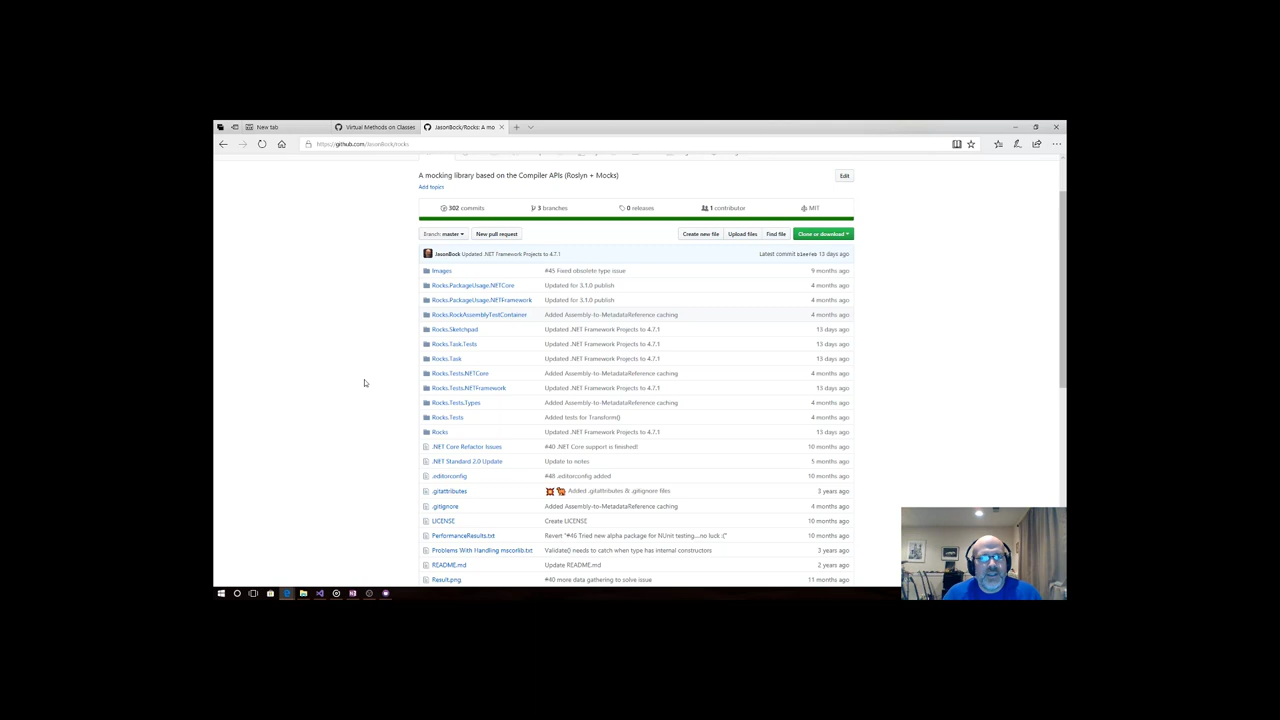 New tab
Virtual Methods on Classes
JasonBock/Rocks: A mo
https://github.com/JasonBock/rocks
A mocking library based on the Compiler APIs (Roslyn + Mocks)
Edit
Add topics
302 commits
3 branches
0 releases
1 contributor
MIT
Branch: master
New pull request
Create new file
Upload files
Find file
Clone or download
JasonBock Updated .NET Framework Projects to 4.7.1
Latest commit 13 days ago
Images #45 Fixed obsolete type issue 9 months ago
Rocks.PackageUsage.NETCore Updated for 3.1.0 publish 4 months ago
Rocks.PackageUsage.NETFramework Updated for 3.1.0 publish 4 months ago
Rocks.RockAssemblyTestContainer Added Assembly-to-MetadataReference caching 4 months ago
Rocks.Sketchpad Updated .NET Framework Projects to 4.7.1 13 days ago
Rocks.Task.Tests Updated .NET Framework Projects to 4.7.1 13 days ago
Rocks.Task Updated .NET Framework Projects to 4.7.1 13 days ago
Rocks.Tests.NETCore Added Assembly-to-MetadataReference caching 4 months ago
Rocks.Tests.NETFramework Updated .NET Framework Projects to 4.7.1 13 days ago
Rocks.Tests.Types Added Assembly-to-MetadataReference caching 4 months ago
Rocks.Tests Added tests for Transform() 4 months ago
Rocks Updated .NET Framework Projects to 4.7.1 13 days ago
.NET Core Refactor Issues #40 .NET Core support is finished! 10 months ago
.NET Standard 2.0 Update Update to notes 5 months ago
.editorconfig #48 .editorconfig added 10 months ago
.gitattributes Added .gitattributes & .gitignore files 3 years ago
.gitignore Added Assembly-to-MetadataReference caching 4 months ago
LICENSE Create LICENSE 10 months ago
PerformanceResults.txt Revert "#46 Tried new alpha package for NUnit testing....no luck :(" 10 months ago
Problems With Handling mscorlib.txt Validate() needs to catch when type has internal constructors 3 years ago
README.md Update README.md 2 years ago
Result.png #40 more data gathering to solve issue 11 months ago